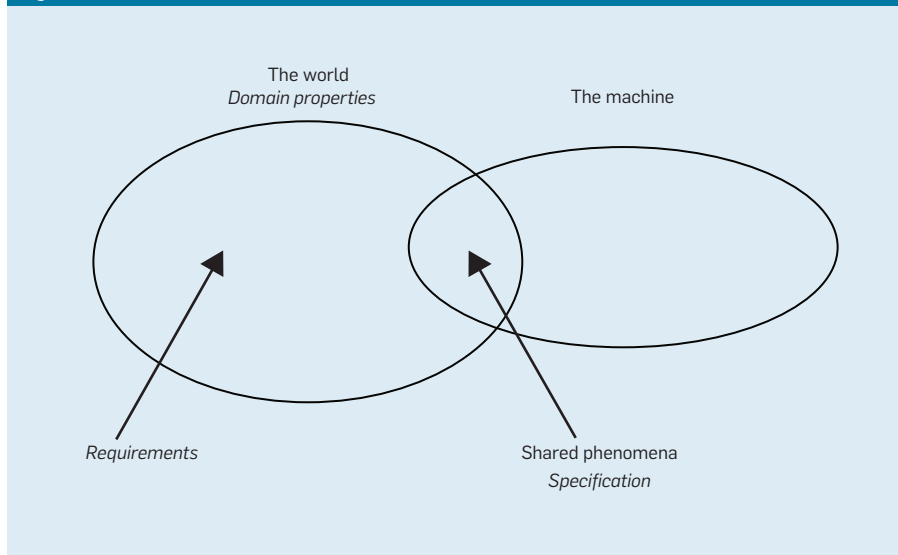 The world
Domain properties
The machine
Requirements
Shared phenomena
Specification